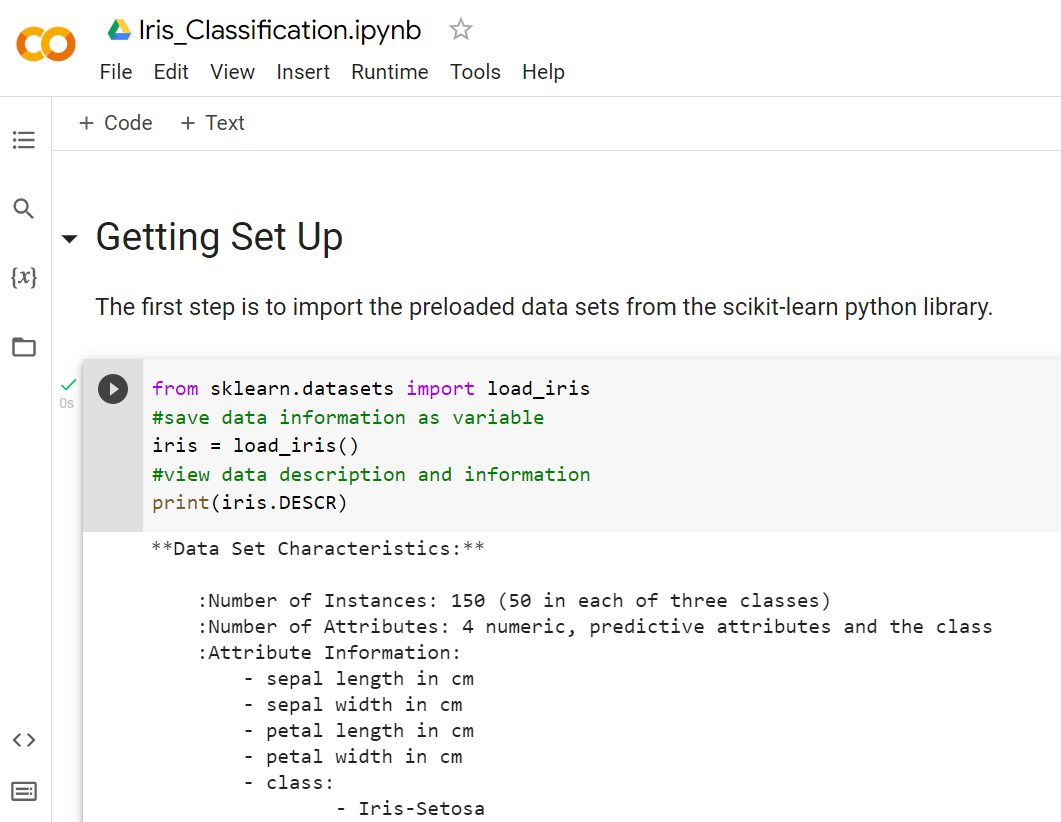 Iris_Classification.ipynb
File Edit View Insert Runtime Tools Help
+ Code + Text
Getting Set Up
{x}
The first step is to import the preloaded data sets from the scikit-learn python library.
0s
from sklearn.datasets import load_iris
#save data information as variable
iris = load_iris()
#view data description and information
print(iris.DESCR)
**Data Set Characteristics:**
:Number of Instances: 150 (50 in each of three classes)
:Number of Attributes: 4 numeric, predictive attributes and the class
:Attribute Information:
- sepal length in cm
- sepal width in cm
- petal length in cm
- petal width in cm
- class:
- Iris-Setosa